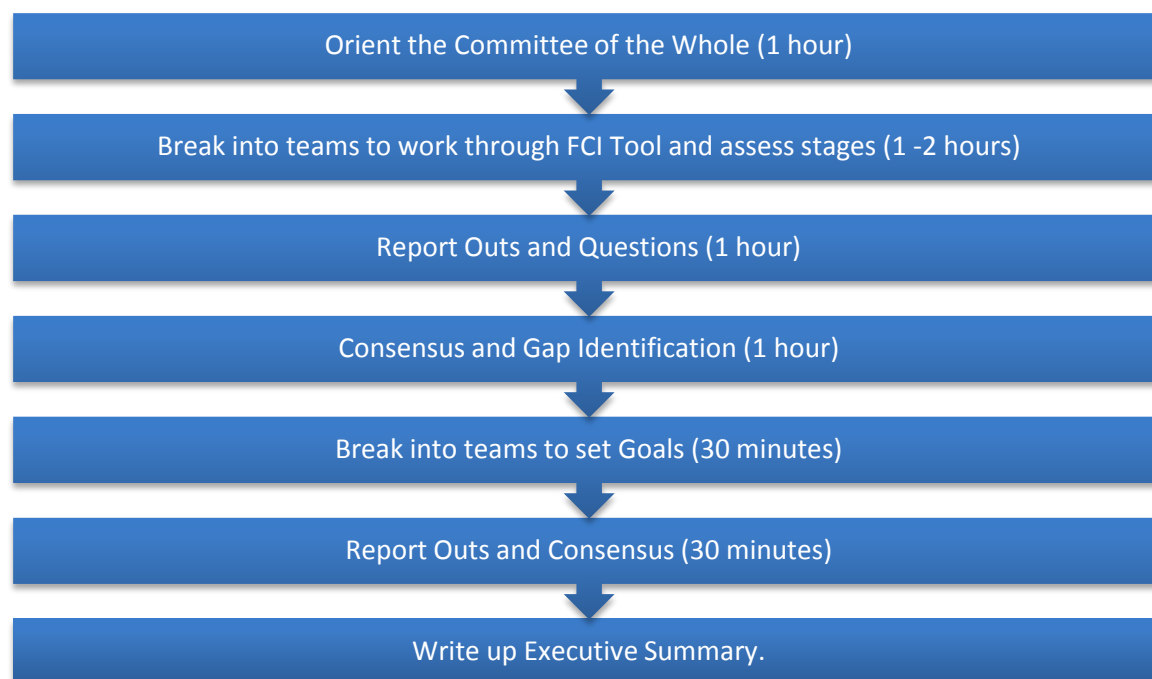 Orient the Committee of the Whole (1 hour)
Break into teams to work through FCI Tool and assess stages (1 -2 hours)
Report Outs and Questions (1 hour)
Consensus and Gap Identification (1 hour)
Break into teams to set Goals (30 minutes)
Report Outs and Consensus (30 minutes)
Write up Executive Summary.